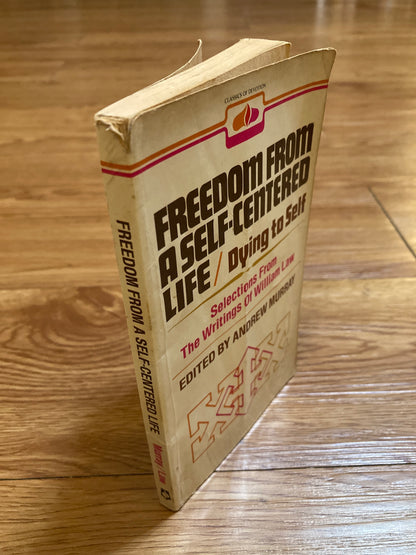 CLASSICS OF DEVOTION
FREEDOM FROM
A SELF-CENTERED
LIFE / Dying to Self
Selections From
The Writings Of William Law
EDITED BY ANDREW MURRAY
FREEDOM FROM A SELF-CENTERED LIFE
Murray / Law